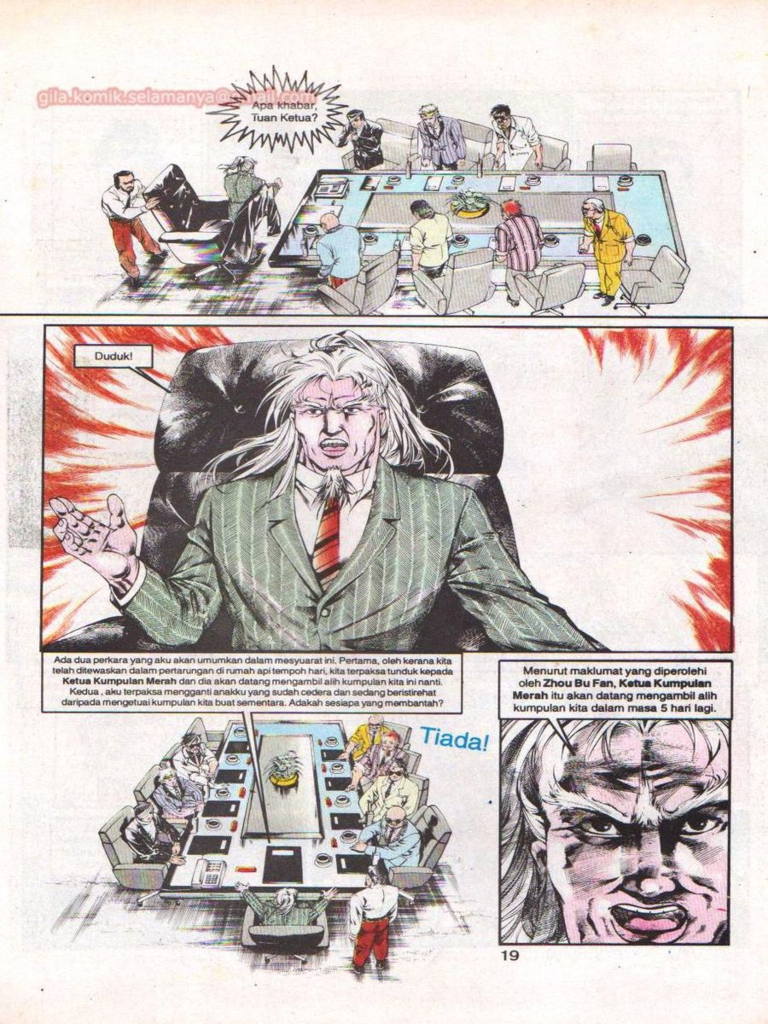 gila.komik.selamanya@gmail.com
Apa khabar,
Tuan Ketua?
Duduk!
Ada dua perkara yang aku akan umumkan dalam mesyuarat ini. Pertama, oleh kerana kita
telah ditewaskan dalam pertarungan di rumah api tempoh hari, kita terpaksa tunduk kepada
Ketua Kumpulan Merah dan dia akan datang mengambil alih kumpulan kita ini nanti.
Kedua, aku terpaksa mengganti anakku yang sudah cedera dan sedang beristirehat
daripada mengetuai kumpulan kita buat sementara. Adakah sesiapa yang membantah?
Menurut maklumat yang diperolehi
oleh Zhou Bu Fan, Ketua Kumpulan
Merah itu akan datang mengambil alih
kumpulan kita dalam masa 5 hari lagi.
Tiada!
19